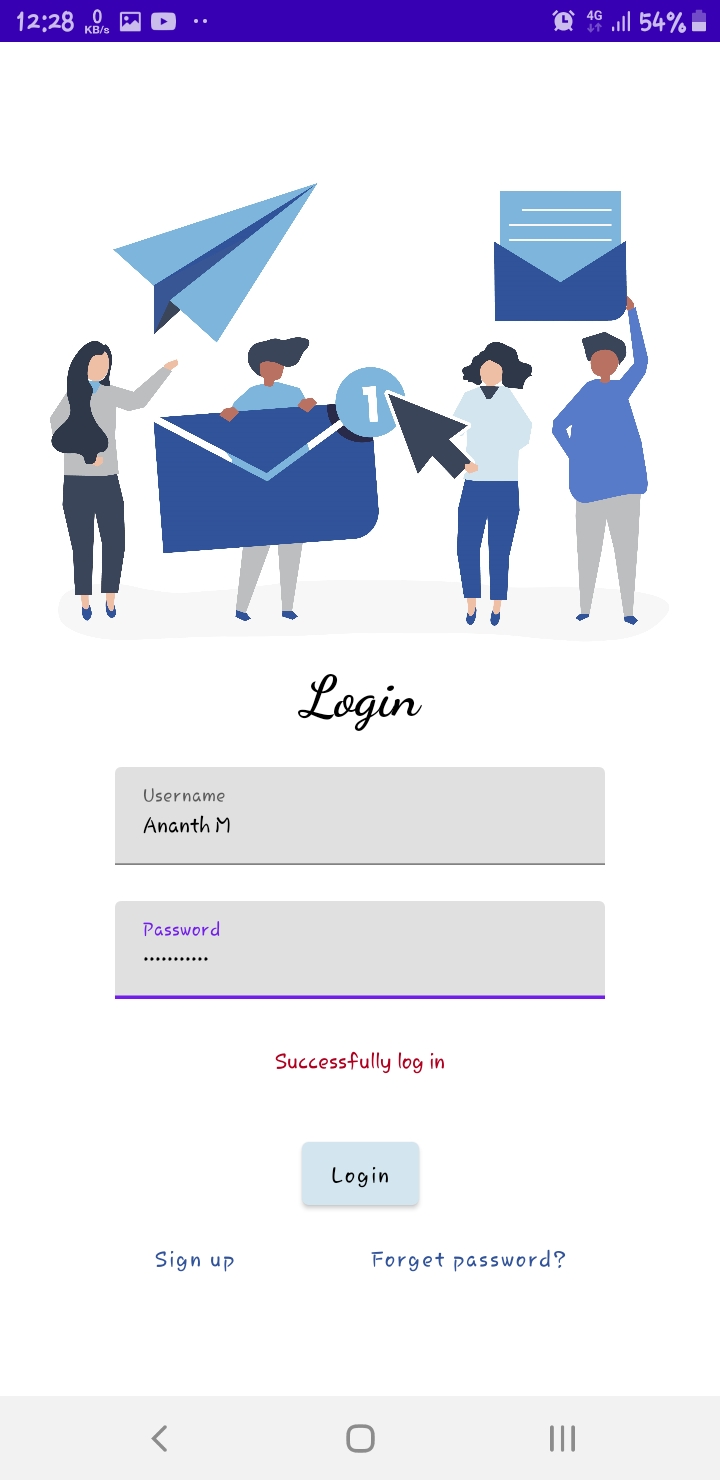 12:28 0 KB/s 4G 54%
1
Login
Username
Ananth M
Password
•••••••••••
Successfully log in
Login
Sign up Forget password?